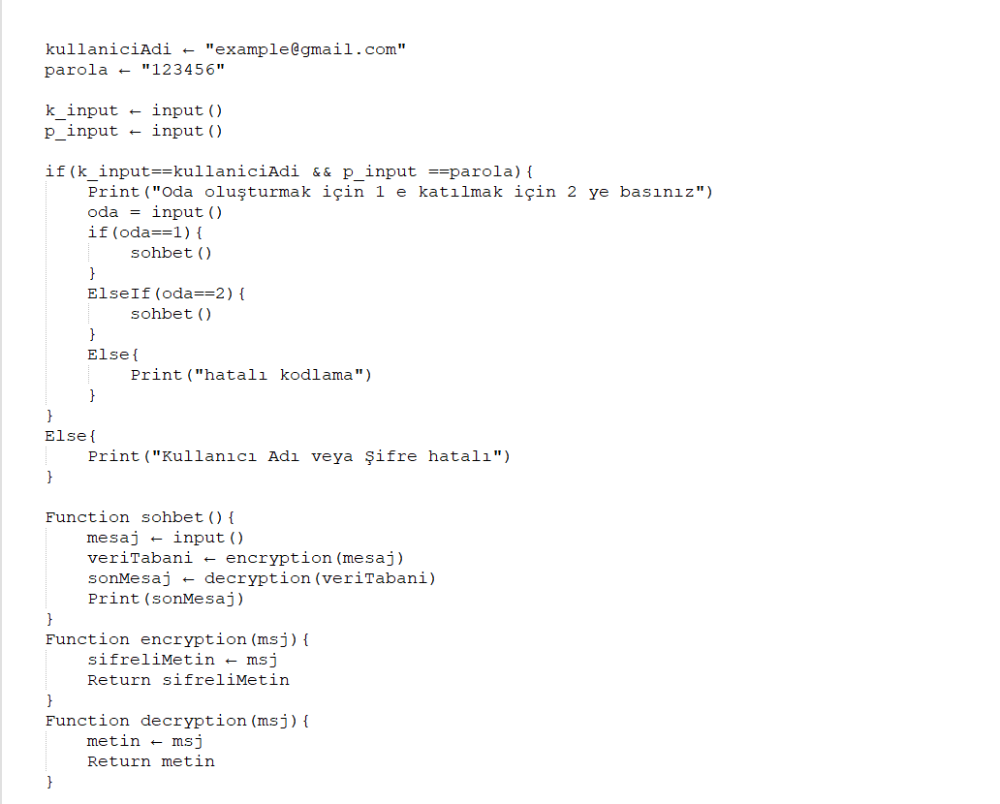 kullaniciAdi ← "example@gmail.com"
parola ← "123456"
k_input ← input()
p_input ← input()
if(k_input==kullaniciAdi && p_input ==parola){
Print("Oda oluşturmak için 1 e katılmak için 2 ye basınız")
oda = input()
if(oda==1){
sohbet()
}
ElseIf(oda==2){
sohbet()
}
Else{
Print("hatalı kodlama")
}
}
Else{
Print("Kullanıcı Adı veya Şifre hatalı")
}
Function sohbet(){
mesaj ← input()
veriTabani ← encryption(mesaj)
sonMesaj ← decryption(veriTabani)
Print(sonMesaj)
}
Function encryption(msj){
sifreliMetin ← msj
Return sifreliMetin
}
Function decryption(msj){
metin ← msj
Return metin
}